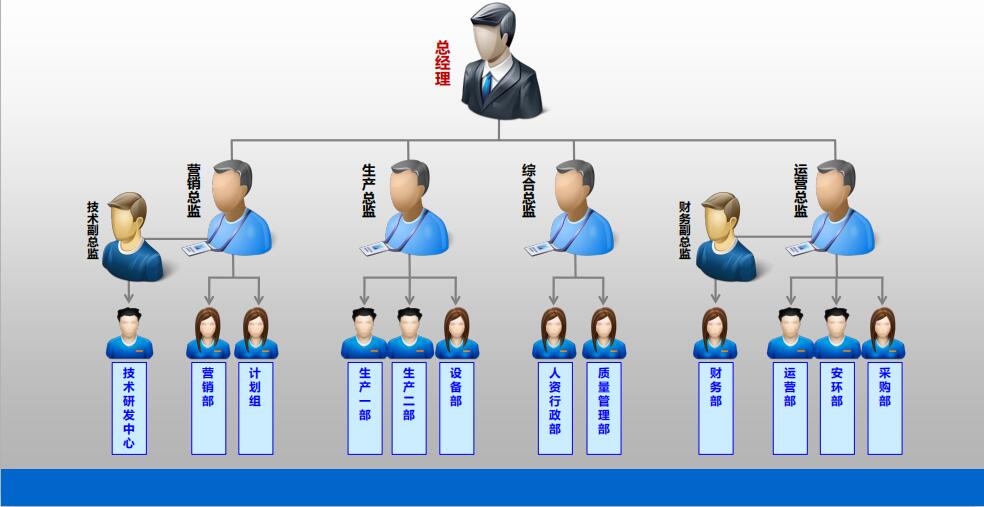 总经理
营销总监
生产总监
综合总监
运营总监
技术副总监
财务副总监
技术研发中心
营销部
计划组
生产一部
生产二部
设备部
人资行政部
质量管理部
财务部
运营部
安环部
采购部